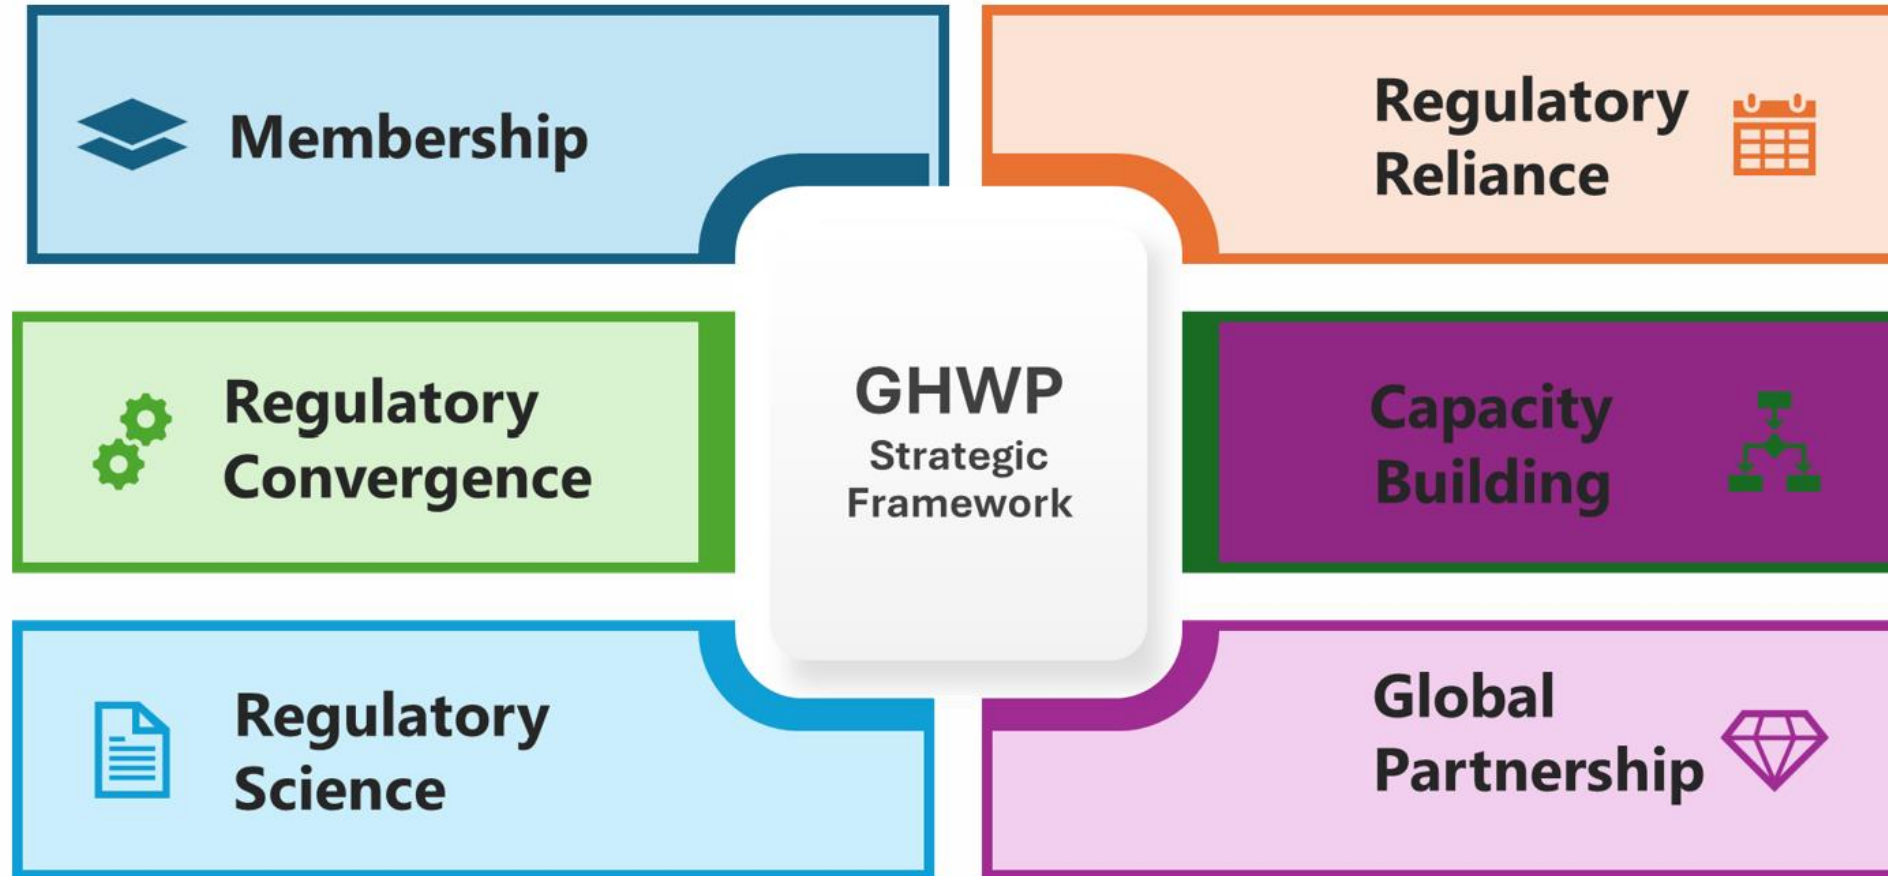 Membership
Regulatory
Reliance
Regulatory
Convergence
GHWP
Strategic
Framework
Capacity
Building
Regulatory
Science
Global
Partnership